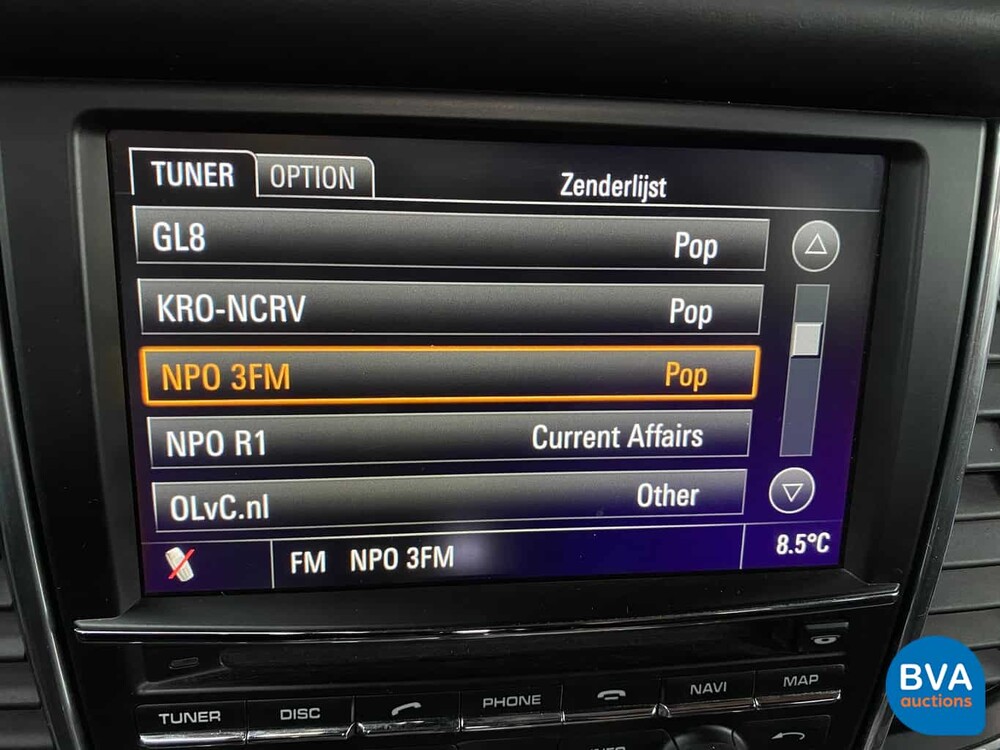 TUNER OPTION Zenderlijst
GL8 Pop
KRO-NCRV Pop
NPO 3FM Pop
NPO R1 Current Affairs
OLvC.nl Other
FM NPO 3FM 8.5°C
TUNER DISC PHONE NAVI MAP
BVA
auctions